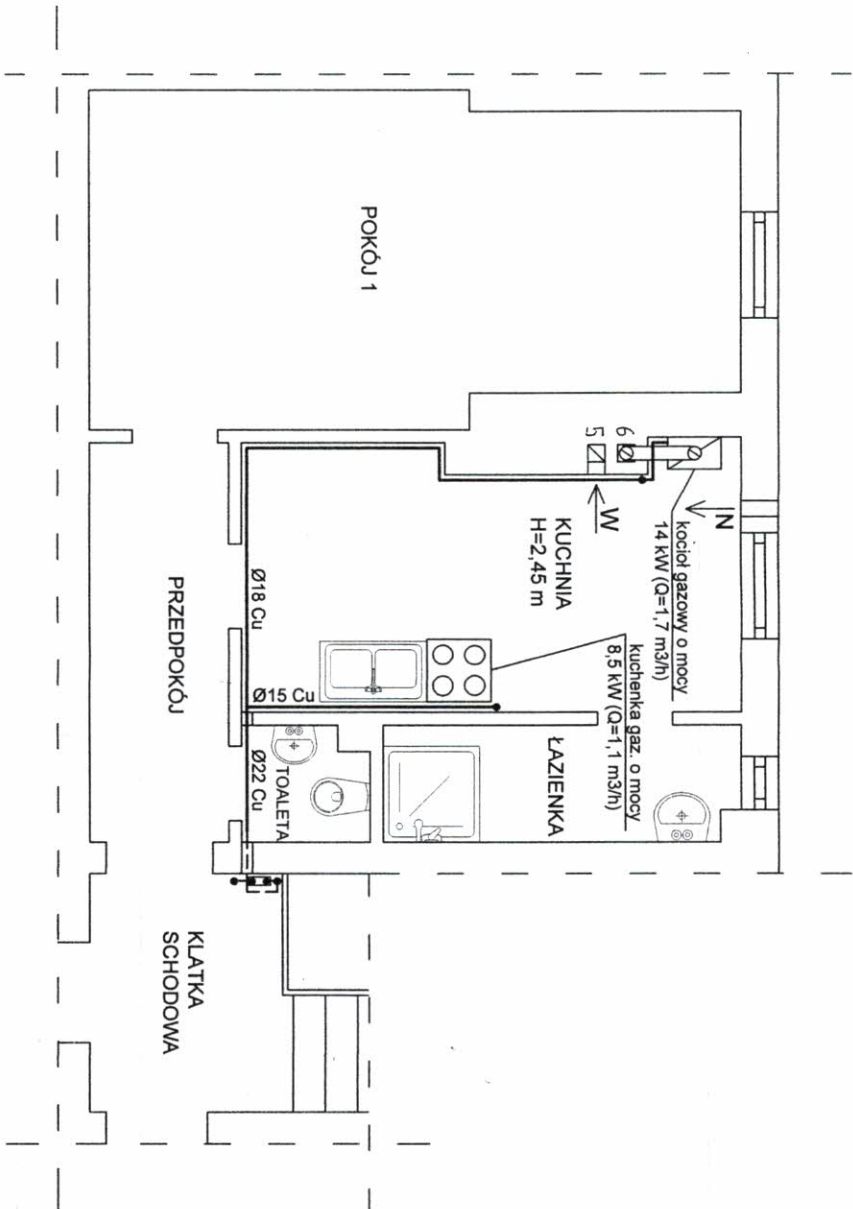 POKÓJ 1
5
6
W
N
KUCHNIA
H=2,45 m
kocioł gazowy o mocy
14 kW (Q=1,7 m3/h)
kuchenka gaz. o mocy
8,5 kW (Q=1,1 m3/h)
Ø18 Cu
Ø15 Cu
Ø22 Cu
PRZEDPOKÓJ
TOALETA
ŁAZIENKA
KLATKA
SCHODOWA